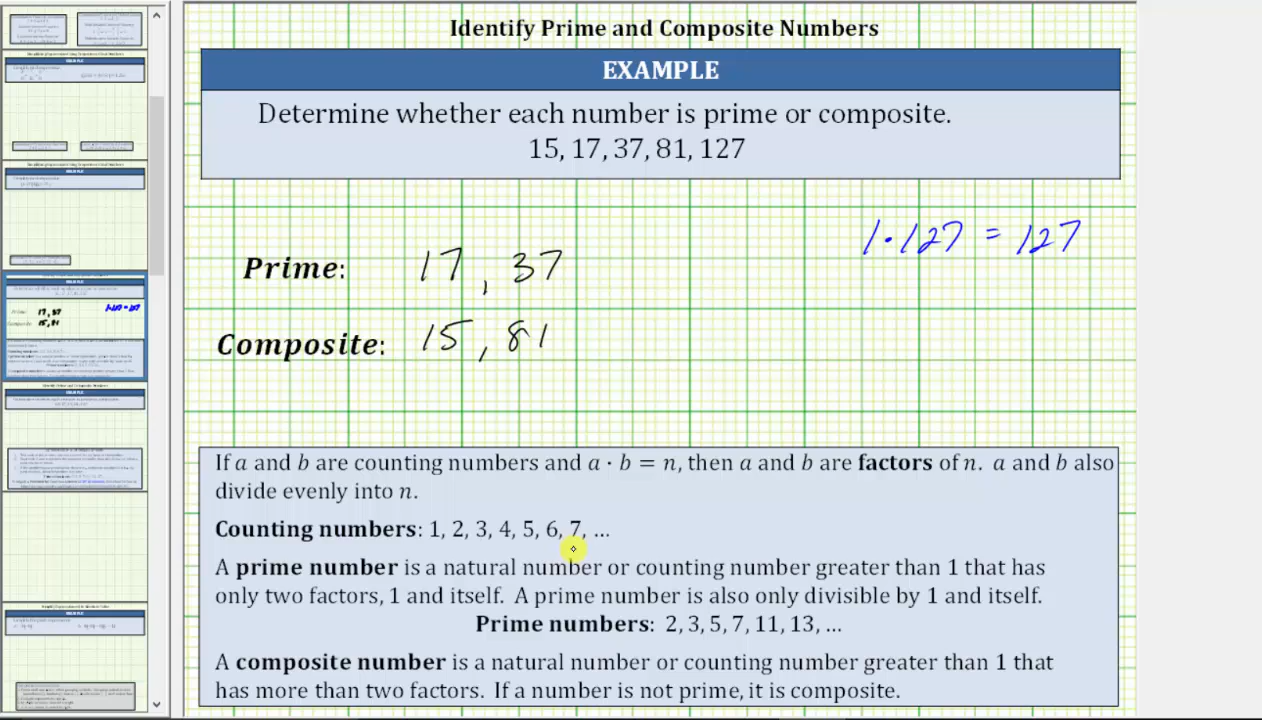 Identify Prime and Composite Numbers
EXAMPLE
Determine whether each number is prime or composite.
15, 17, 37, 81, 127
1 · 127 = 127
Prime: 17, 37
Composite: 15, 81
If a and b are counting numbers and a · b = n, then a and b are factors of n. a and b also
divide evenly into n.
Counting numbers: 1, 2, 3, 4, 5, 6, 7, ...
A prime number is a natural number or counting number greater than 1 that has
only two factors, 1 and itself. A prime number is also only divisible by 1 and itself.
Prime numbers: 2, 3, 5, 7, 11, 13, ...
A composite number is a natural number or counting number greater than 1 that
has more than two factors. If a number is not prime, it is composite.